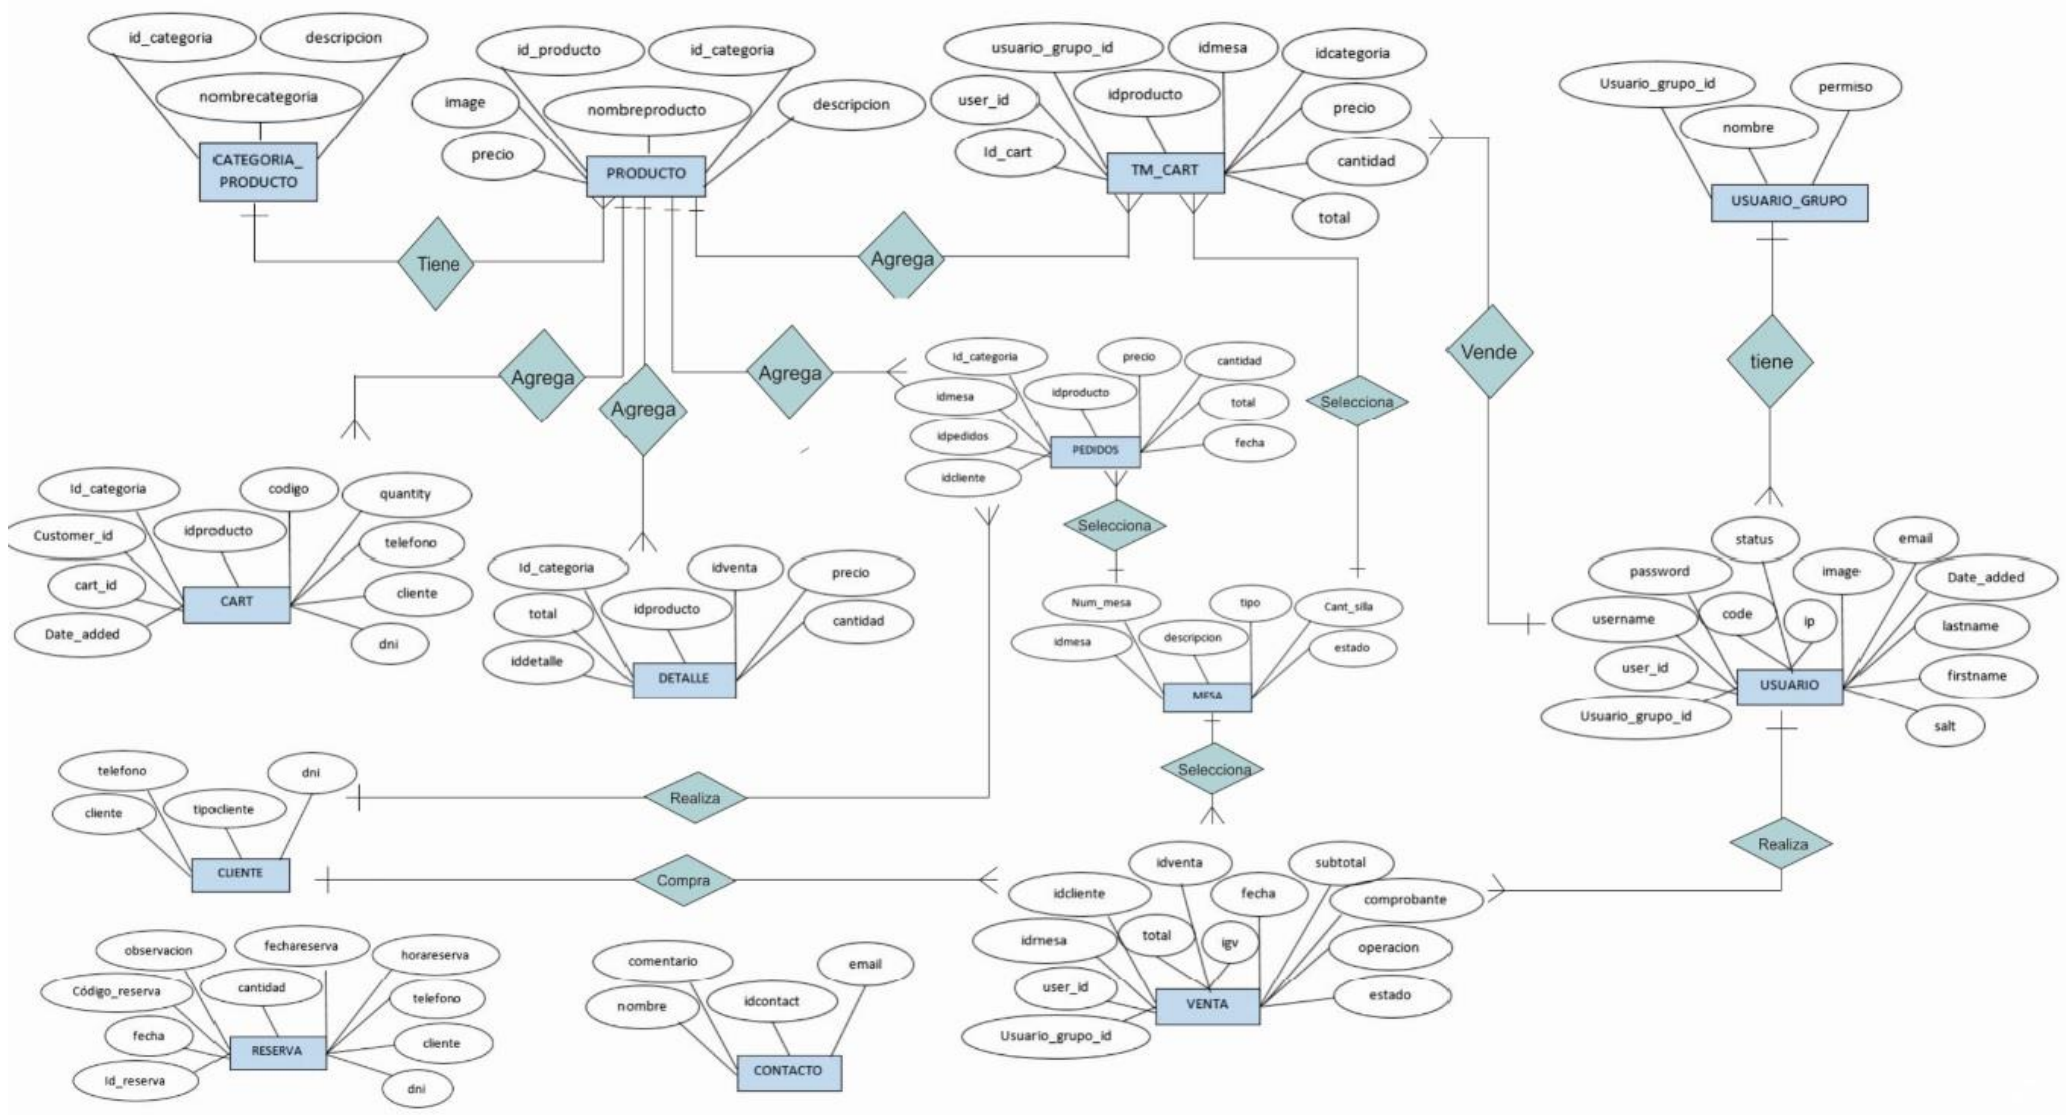 id_categoria
descripcion
nombrecategoria
CATEGORIA_
PRODUCTO
id_producto
id_categoria
image
nombreproducto
descripcion
precio
PRODUCTO
usuario_grupo_id
idmesa
idcategoria
user_id
idproducto
precio
Id_cart
cantidad
TM_CART
total
Usuario_grupo_id
permiso
nombre
USUARIO_GRUPO
Tiene
Agrega
Agrega
Agrega
Agrega
Vende
tiene
Selecciona
Id_categoria
precio
cantidad
idmesa
idproducto
total
idpedidos
fecha
PEDIDOS
idcliente
Selecciona
Id_categoria
codigo
quantity
Customer_id
idproducto
telefono
cart_id
cliente
CART
Date_added
dni
Id_categoria
idventa
precio
total
idproducto
cantidad
iddetalle
DETALLE
Num_mesa
tipo
Cant_silla
idmesa
descripcion
estado
MESA
status
email
password
image
Date_added
username
code
ip
lastname
user_id
firstname
USUARIO
Usuario_grupo_id
salt
Selecciona
telefono
dni
cliente
tipocliente
CLIENTE
Realiza
Compra
Realiza
idventa
subtotal
idcliente
fecha
comprobante
idmesa
total
igv
operacion
user_id
estado
VENTA
Usuario_grupo_id
observacion
fechareserva
horareserva
Código_reserva
cantidad
telefono
fecha
cliente
RESERVA
Id_reserva
dni
comentario
email
nombre
idcontact
CONTACTO